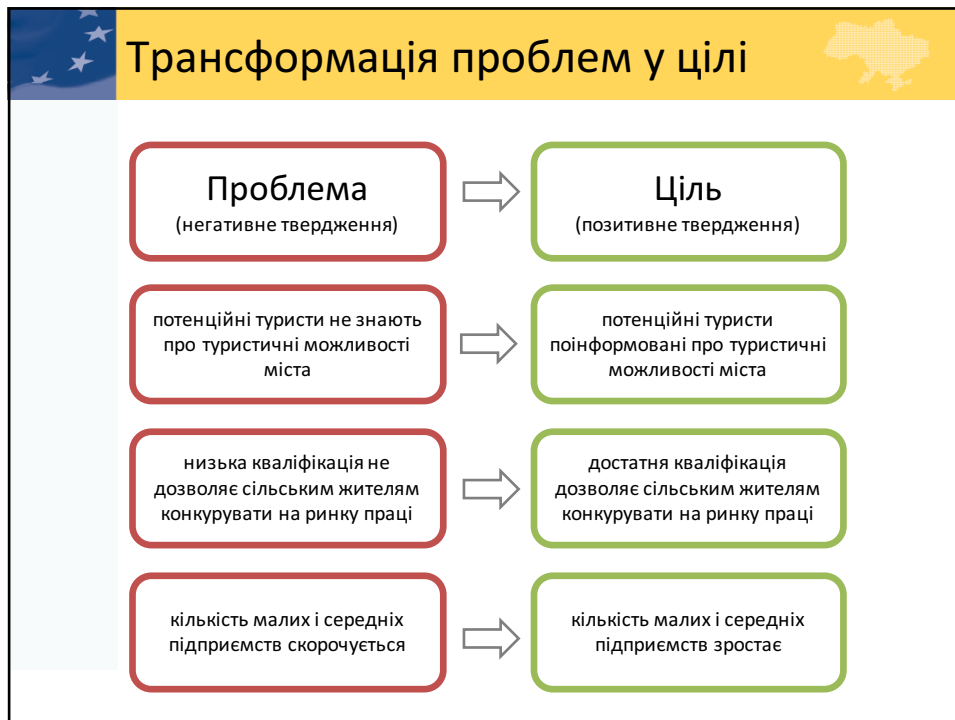 Трансформація проблем у цілі
Проблема
(негативне твердження)
Ціль
(позитивне твердження)
потенційні туристи не знають
про туристичні можливості
міста
потенційні туристи
поінформовані про туристичні
можливості міста
низька кваліфікація не
дозволяє сільським жителям
конкурувати на ринку праці
достатня кваліфікація
дозволяє сільським жителям
конкурувати на ринку праці
кількість малих і середніх
підприємств скорочується
кількість малих і середніх
підприємств зростає